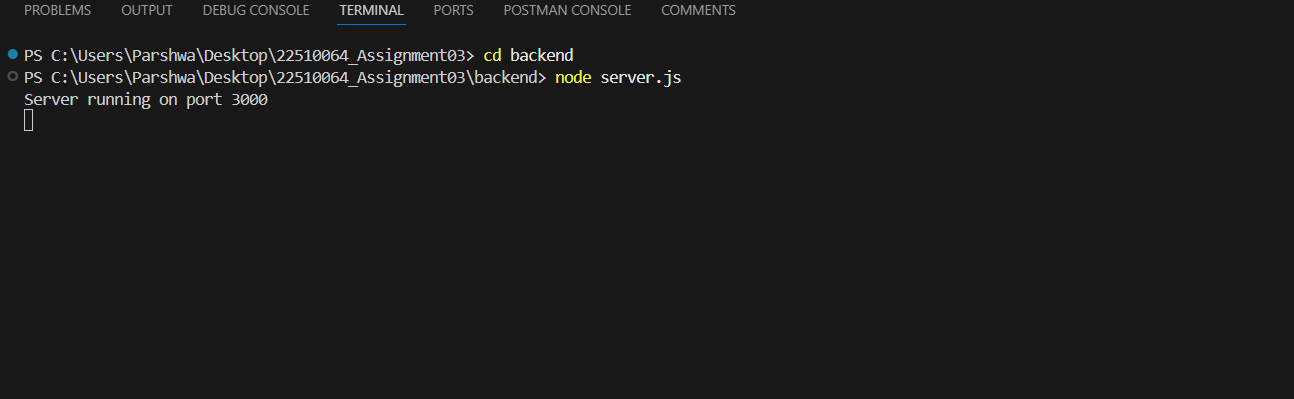 PROBLEMS OUTPUT DEBUG CONSOLE TERMINAL PORTS POSTMAN CONSOLE COMMENTS
PS C:\Users\Parshwa\Desktop\22510064_Assignment03> cd backend
PS C:\Users\Parshwa\Desktop\22510064_Assignment03\backend> node server.js
Server running on port 3000